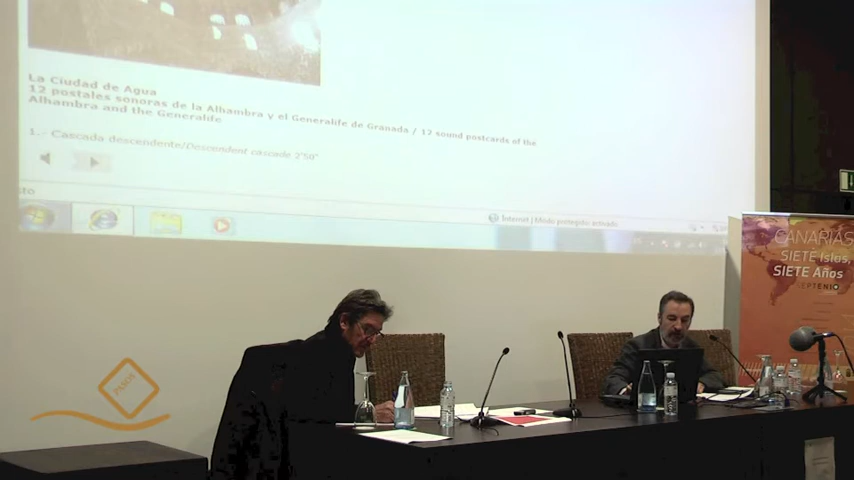 La Ciudad de Agua
12 postales sonoras de la Alhambra y el Generalife de Granada / 12 sound postcards of the
Alhambra and the Generalife
1.- Cascada descendente/Descendent cascade 2'50"
Internet | Modo protegido activado
CANARIAS
SIETE Islas,
SIETE Años
SEPTENIO
PASOS